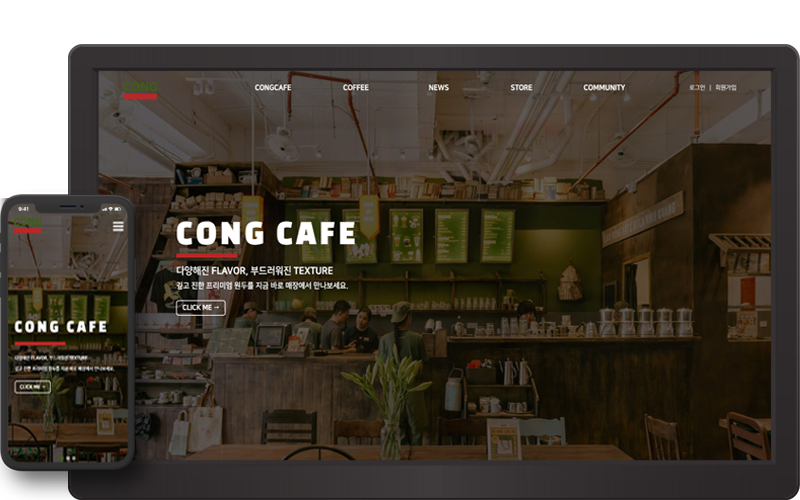 CONG
CONGCAFE COFFEE NEWS STORE COMMUNITY 로그인 | 회원가입
CONG CAFE
다양해진 FLAVOR, 부드러워진 TEXTURE
깊고 진한 프리미엄 원두를 지금 바로 매장에서 만나보세요.
CLICK ME →
9:41
CONG CAFE
다양해진 FLAVOR, 부드러워진 TEXTURE
깊고 진한 프리미엄 원두를 지금 바로 매장에서 만나보세요.
CLICK ME →